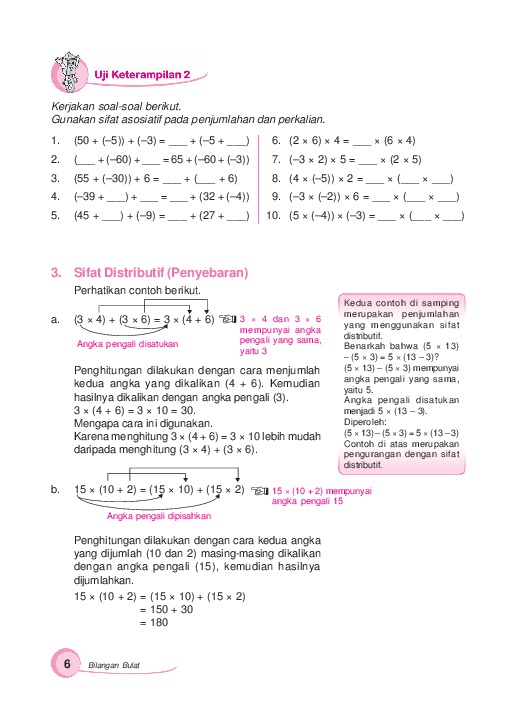 Uji Keterampilan 2
Kerjakan soal-soal berikut.
Gunakan sifat asosiatif pada penjumlahan dan perkalian.
1. (50 + (–5)) + (–3) = ___ + (–5 + ___)
2. (___ + (–60) + ___ = 65 + (–60 + (–3))
3. (55 + (–30)) + 6 = ___ + (___ + 6)
4. (–39 + ___) + ___ = ___ + (32 + (–4))
5. (45 + ___) + (–9) = ___ + (27 + ___)
6. (2 × 6) × 4 = ___ × (6 × 4)
7. (–3 × 2) × 5 = ___ × (2 × 5)
8. (4 × (–5)) × 2 = ___ × (___ × ___)
9. (–3 × (–2)) × 6 = ___ × (___ × ___)
10. (5 × (–4)) × (–3) = ___ × (___ × ___)
3. Sifat Distributif (Penyebaran)
Perhatikan contoh berikut.
a. (3 × 4) + (3 × 6) = 3 × (4 + 6)
Angka pengali disatukan
3 × 4 dan 3 × 6
mempunyai angka
pengali yang sama,
yaitu 3
Penghitungan dilakukan dengan cara menjumlah
kedua angka yang dikalikan (4 + 6). Kemudian
hasilnya dikalikan dengan angka pengali (3).
3 × (4 + 6) = 3 × 10 = 30.
Mengapa cara ini digunakan.
Karena menghitung 3 × (4 + 6) = 3 × 10 lebih mudah
daripada menghitung (3 × 4) + (3 × 6).
Kedua contoh di samping
merupakan penjumlahan
yang menggunakan sifat
distributif.
Benarkah bahwa (5 × 13)
– (5 × 3) = 5 × (13 – 3)?
(5 × 13) – (5 × 3) mempunyai
angka pengali yang sama,
yaitu 5.
Angka pengali disatukan
menjadi 5 × (13 – 3).
Diperoleh:
(5 × 13) – (5 × 3) = 5 × (13 – 3)
Contoh di atas merupakan
pengurangan dengan sifat
distributif.
b. 15 × (10 + 2) = (15 × 10) + (15 × 2)
Angka pengali dipisahkan
15 × (10 + 2) mempunyai
angka pengali 15
Penghitungan dilakukan dengan cara kedua angka
yang dijumlah (10 dan 2) masing-masing dikalikan
dengan angka pengali (15), kemudian hasilnya
dijumlahkan.
15 × (10 + 2) = (15 × 10) + (15 × 2)
= 150 + 30
= 180
6 Bilangan Bulat